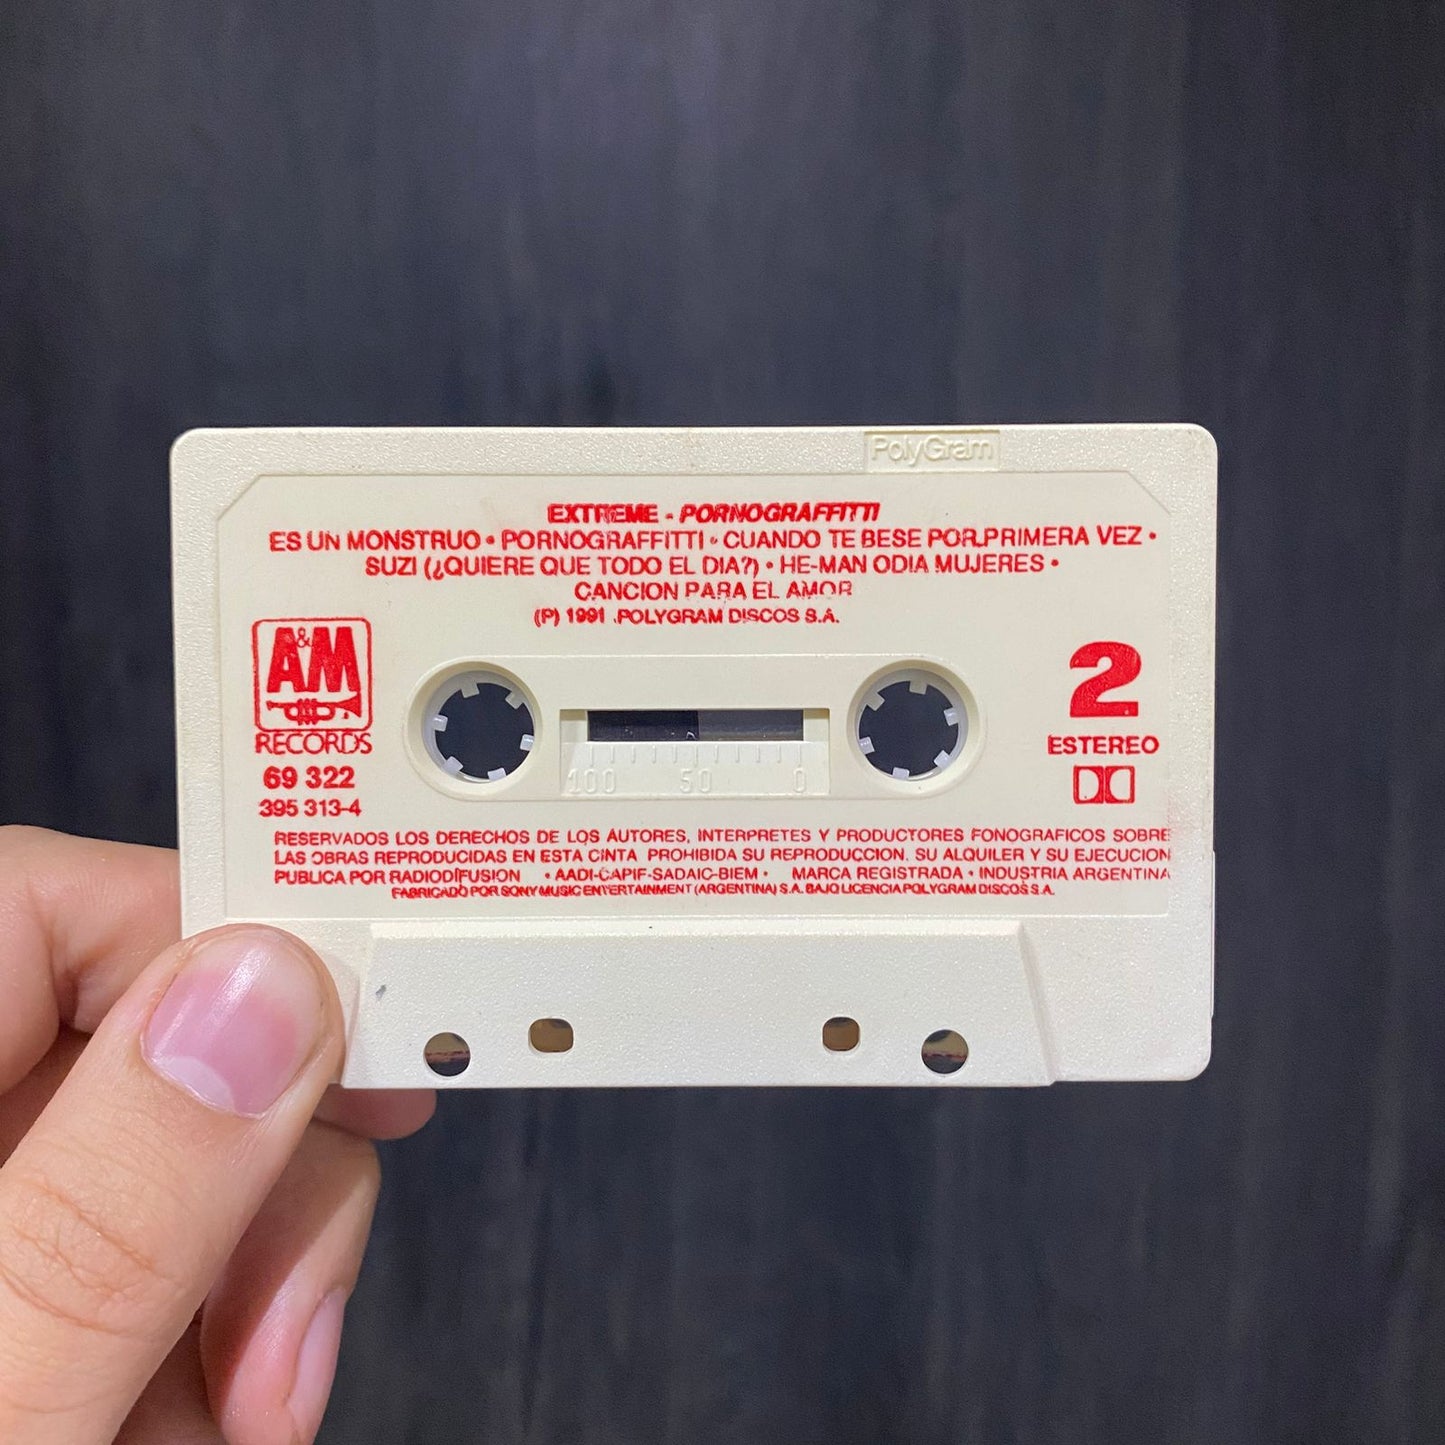 PolyGram
EXTREME - PORNOGRAFFITTI
ES UN MONSTRUO • PORNOGRAFFITTI • CUANDO TE BESE POR PRIMERA VEZ •
SUZI (¿QUIERE QUE TODO EL DIA?) • HE-MAN ODIA MUJERES •
CANCION PARA EL AMOR
(P) 1991 .POLYGRAM DISCOS S.A.
A&M
RECORDS
69 322
395 313-4
2
ESTEREO
100 50 0
RESERVADOS LOS DERECHOS DE LOS AUTORES, INTERPRETES Y PRODUCTORES FONOGRAFICOS SOBRE
LAS OBRAS REPRODUCIDAS EN ESTA CINTA PROHIBIDA SU REPRODUCCION. SU ALQUILER Y SU EJECUCION
PUBLICA POR RADIODIFUSION • AADI-CAPIF-SADAIC-BIEM • MARCA REGISTRADA • INDUSTRIA ARGENTINA
FABRICADO POR SONY MUSIC ENTERTAINMENT (ARGENTINA) S.A. BAJO LICENCIA POLYGRAM DISCOS S.A.